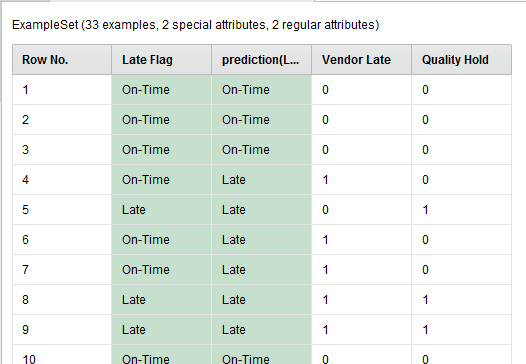 ExampleSet (33 examples, 2 special attributes, 2 regular attributes)
Row No. Late Flag prediction(L... Vendor Late Quality Hold
1 On-Time On-Time 0 0
2 On-Time On-Time 0 0
3 On-Time On-Time 0 0
4 On-Time Late 1 0
5 Late Late 0 1
6 On-Time Late 1 0
7 On-Time Late 1 0
8 Late Late 1 1
9 Late Late 1 1
10 On-Time On-Time 0 0